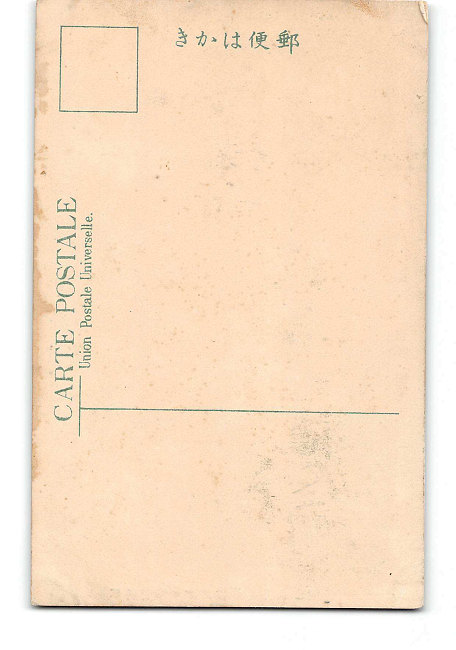 郵便はかき
CARTE POSTALE
Union Postale Universelle.